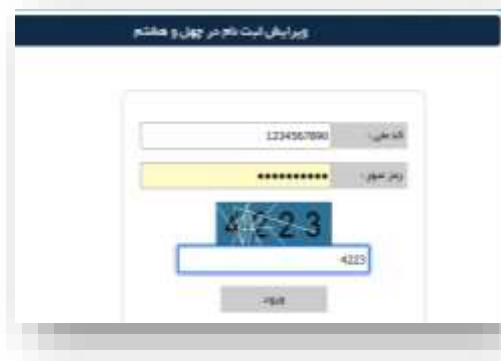 ویرایش ثبت نام در چهل و هشتم
کد ملی :
1234567890
رمز عبور :
••••••••••
4223
4223
ورود